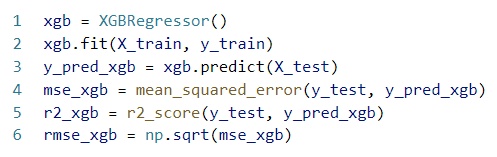 1 xgb = XGBRegressor()
2 xgb.fit(X_train, y_train)
3 y_pred_xgb = xgb.predict(X_test)
4 mse_xgb = mean_squared_error(y_test, y_pred_xgb)
5 r2_xgb = r2_score(y_test, y_pred_xgb)
6 rmse_xgb = np.sqrt(mse_xgb)